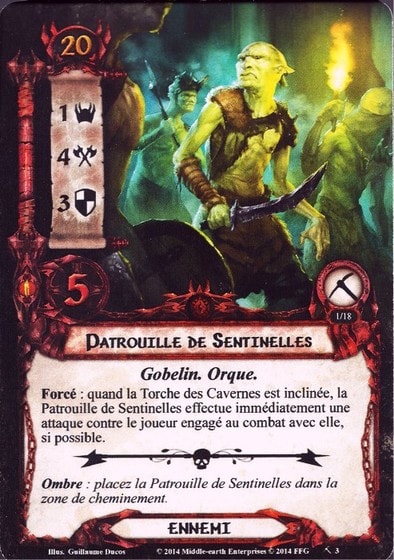 20
1
4
3
5
1/18
PATROUILLE DE SENTINELLES
Gobelin. Orque.
Forcé : quand la Torche des Cavernes est inclinée, la
Patrouille de Sentinelles effectue immédiatement une
attaque contre le joueur engagé au combat avec elle,
si possible.
Ombre : placez la Patrouille de Sentinelles dans la
zone de cheminement.
ENNEMI
Illus. Guillaume Ducos © 2014 Middle-earth Enterprises © 2014 FFG 3